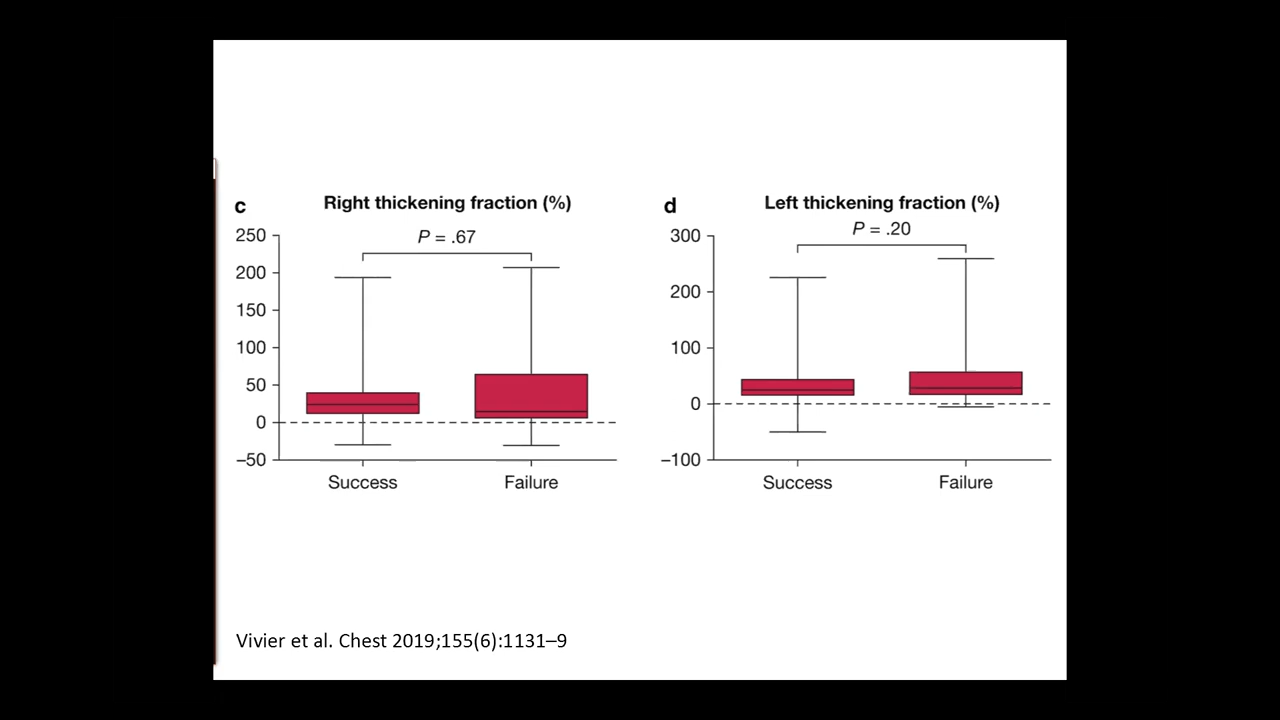 c
Right thickening fraction (%)
P = .67
250
200
150
100
50
0
–50
Success
Failure
d
Left thickening fraction (%)
P = .20
300
200
100
0
–100
Success
Failure
Vivier et al. Chest 2019;155(6):1131–9